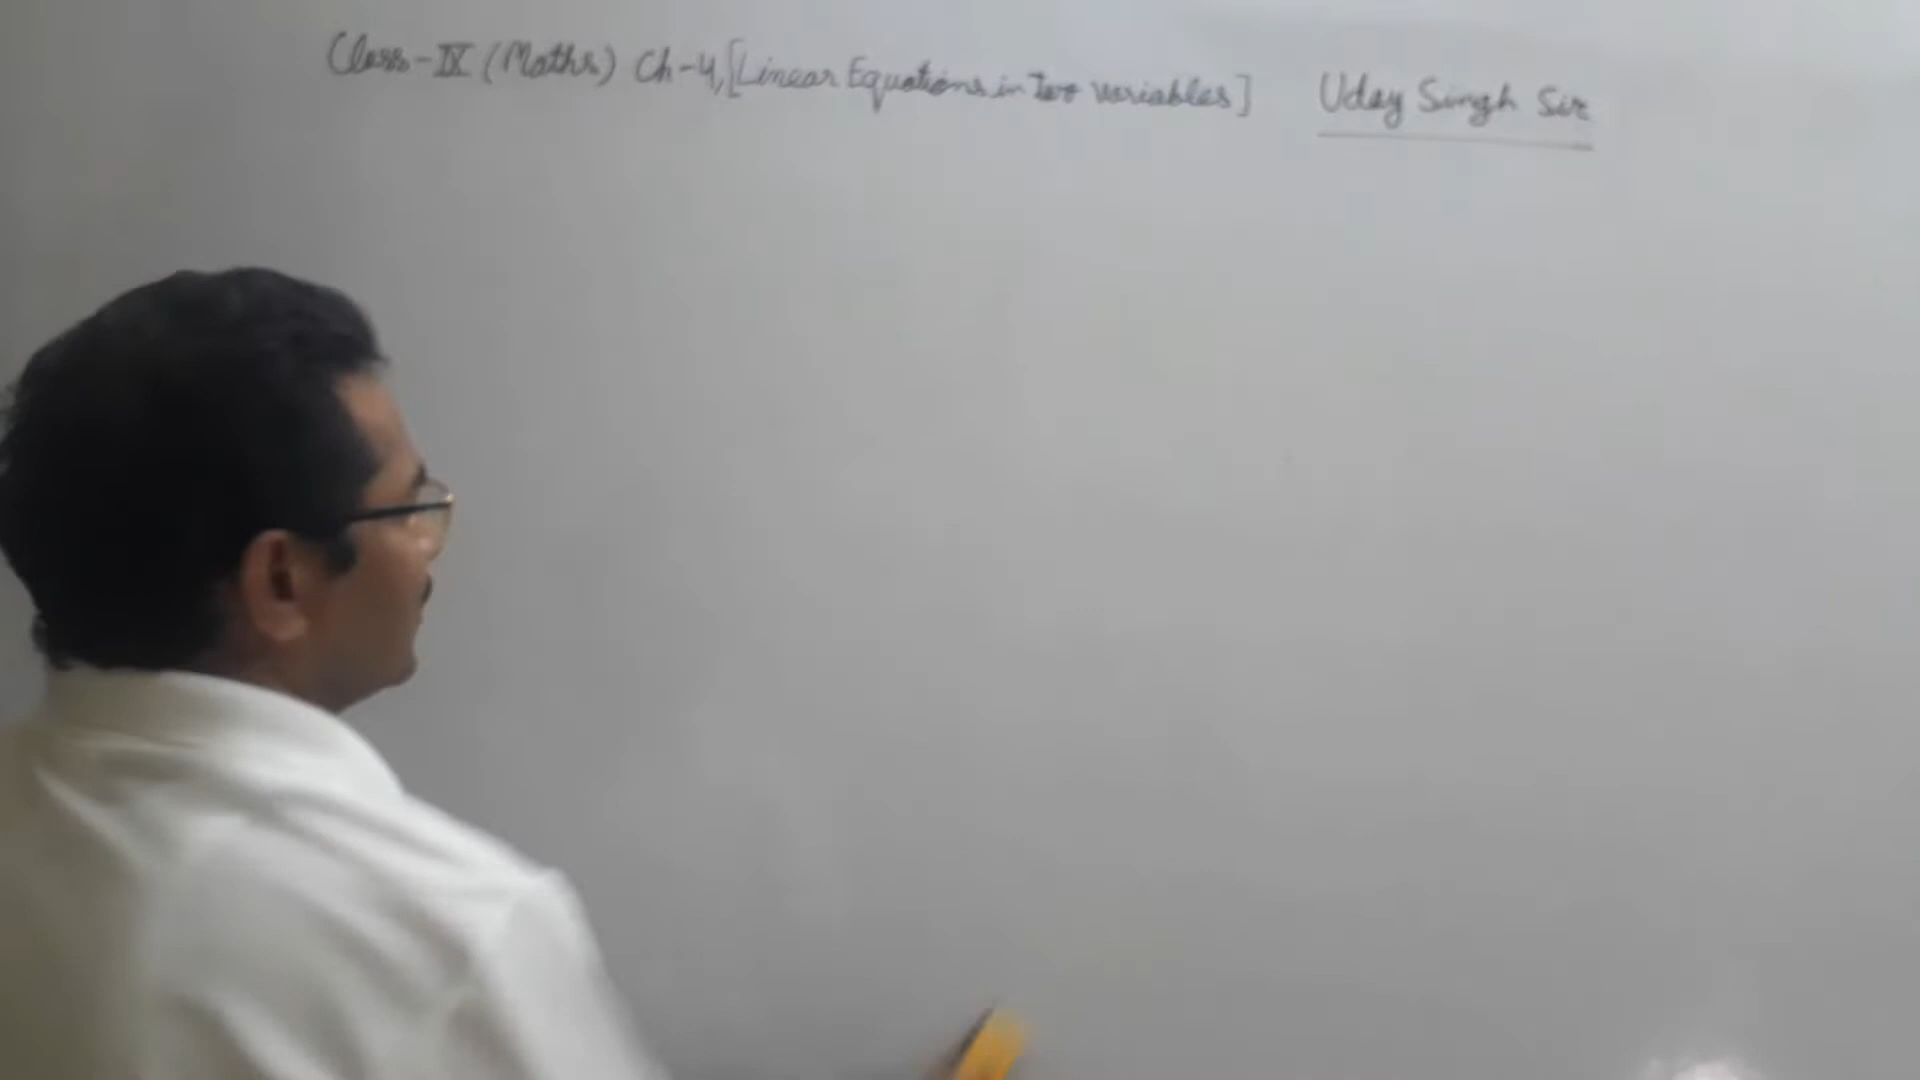 Class-IX (Maths) Ch-4, [Linear Equations in Two variables] Uday Singh Sir